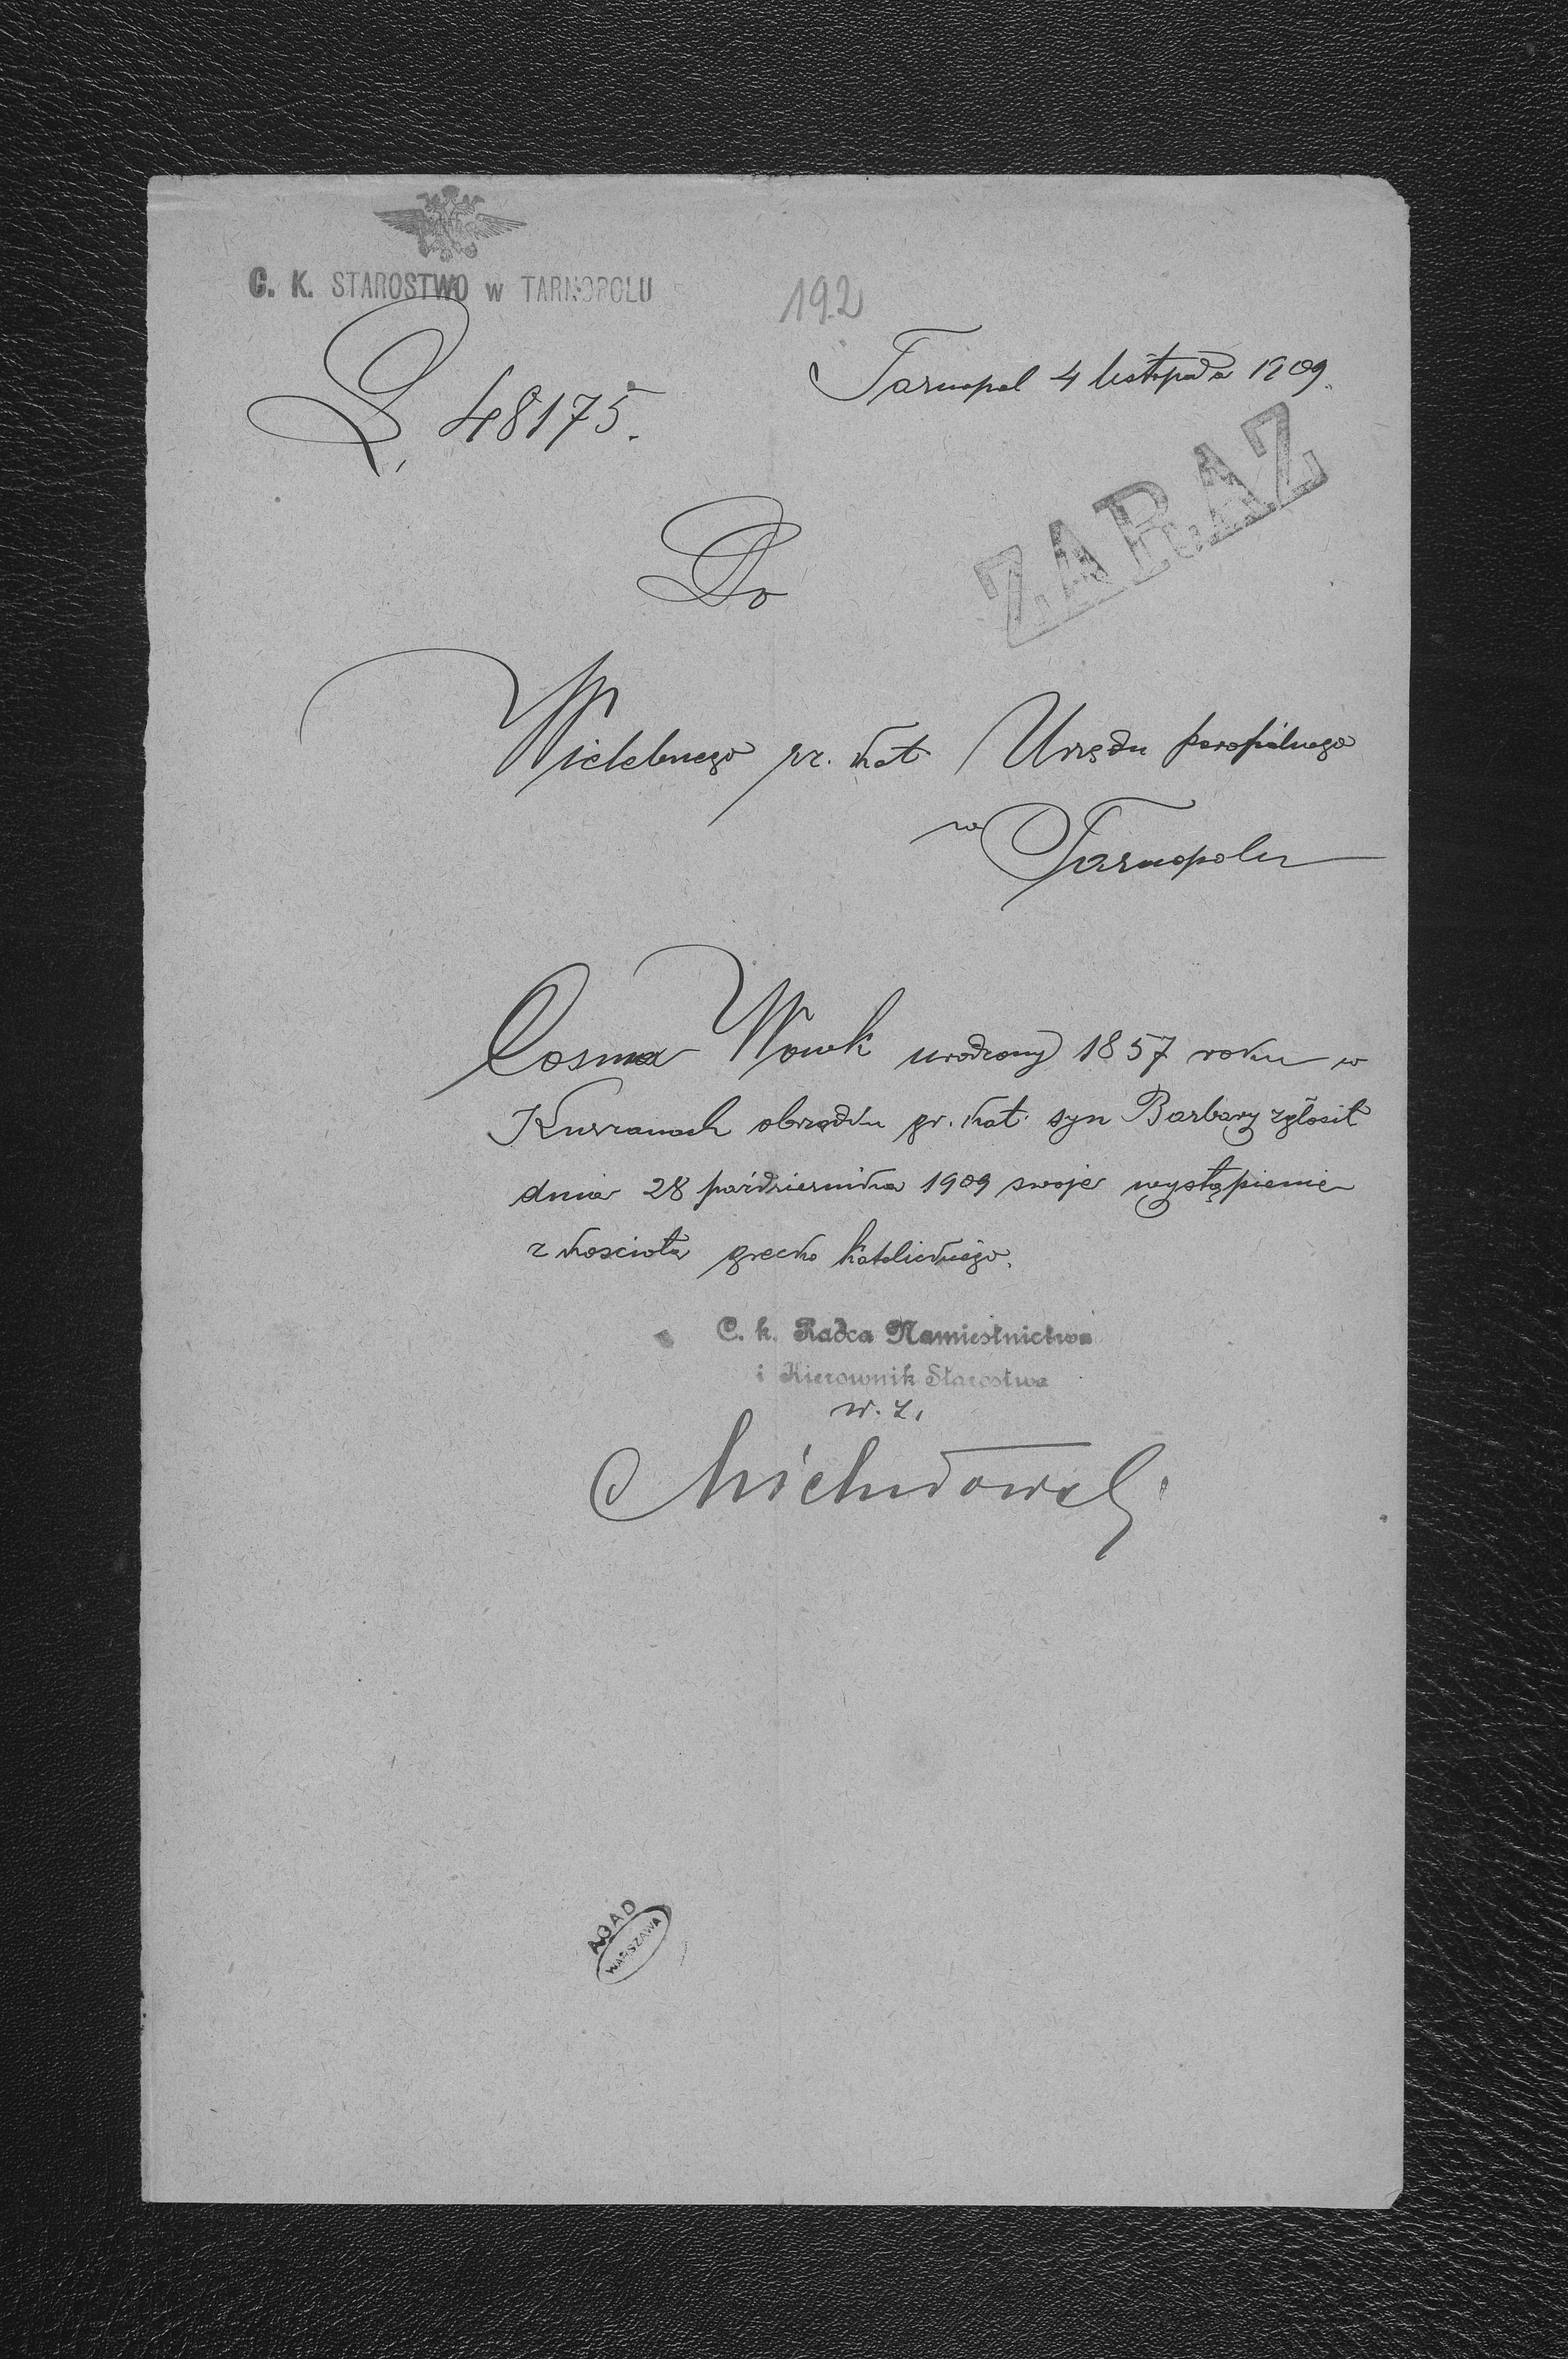 C. K. STAROSTWO w TARNOPOLU
192
L. 48175.
Tarnopol 4 listopada 1909.
ZARAZ
Do
Wielebnego gr. kat Urzędu parafialnego
w Tarnopolu
Cosma Wowk urodzony 1857 roku w
Kurzanach obrządku gr. kat. syn Barbary zgłosił
dnia 28 października 1909 swoje wystąpienie
z kościoła grecko katolickiego.
C. k. Radca Namiestnictwa
i Kierownik Starostwa
w. z.
AGAD
WARSZAWA